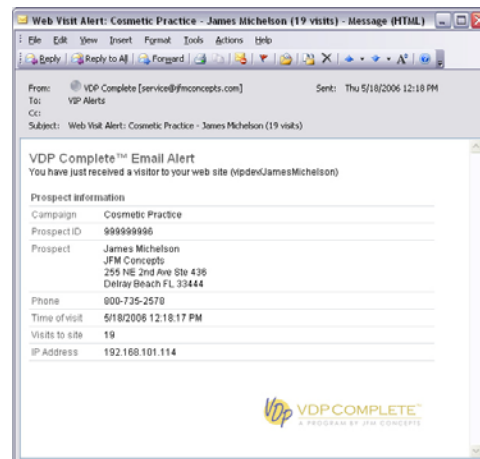 Web Visit Alert: Cosmetic Practice - James Michelson (19 visits) - Message (HTML)
File Edit View Insert Format Tools Actions Help
Reply Reply to All Forward
From: VDP Complete [service@jfmconcepts.com] Sent: Thu 5/18/2006 12:18 PM
To: VIP Alerts
Cc:
Subject: Web Visit Alert: Cosmetic Practice - James Michelson (19 visits)
VDP Complete™ Email Alert
You have just received a visitor to your web site (vipdev/JamesMichelson)
Prospect information
Campaign Cosmetic Practice
Prospect ID 999999996
Prospect James Michelson
JFM Concepts
255 NE 2nd Ave Ste 436
Delray Beach FL 33444
Phone 800-735-2578
Time of visit 5/18/2006 12:18:17 PM
Visits to site 19
IP Address 192.168.101.114
VDP VDP COMPLETE™
A PROGRAM BY JFM CONCEPTS